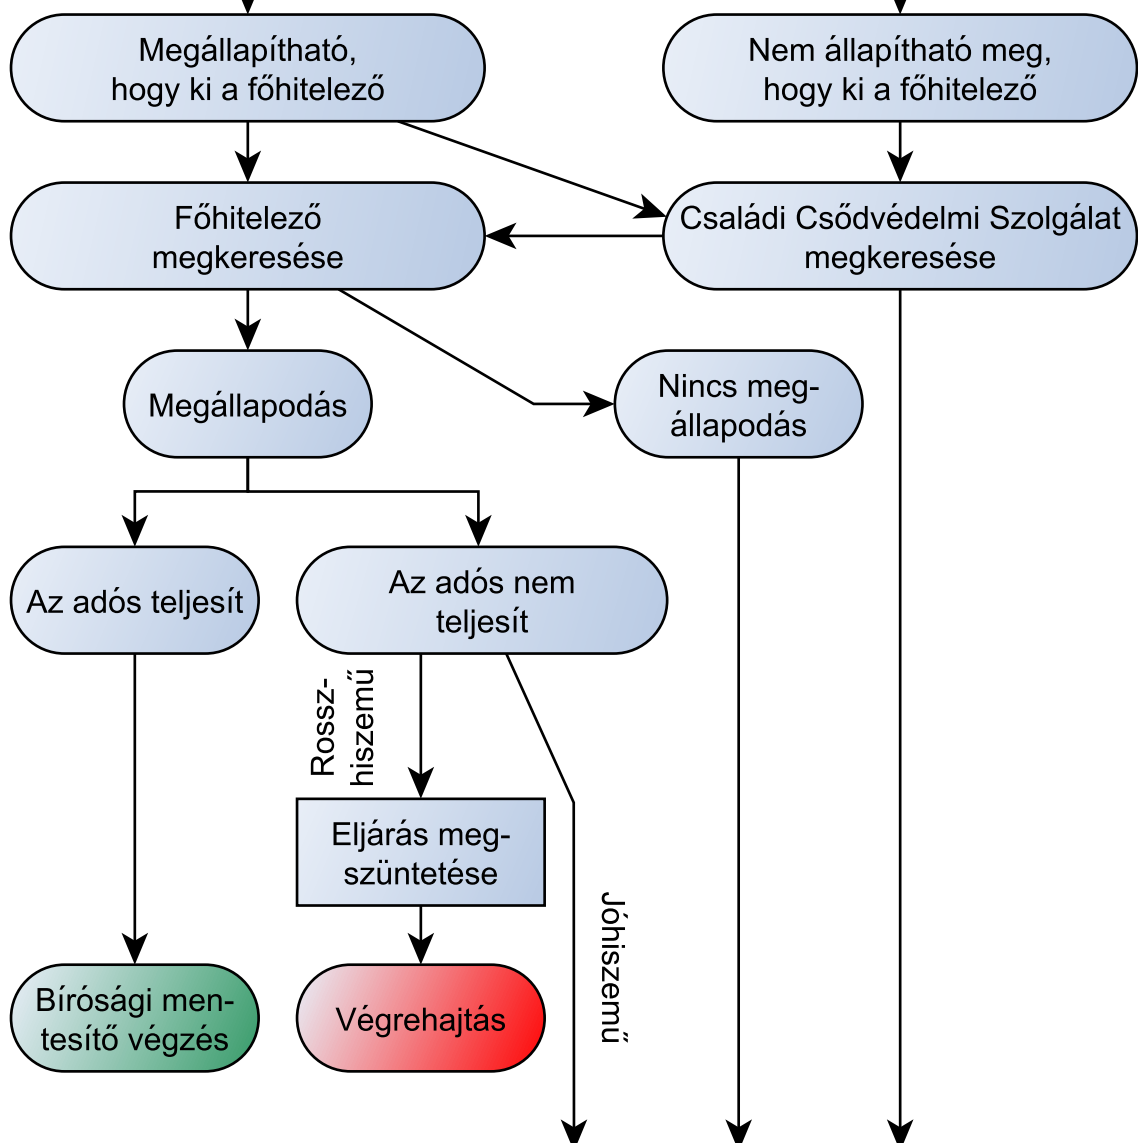 Megállapítható,
hogy ki a főhitelező
Nem állapítható meg,
hogy ki a főhitelező
Főhitelező
megkeresése
Családi Csődvédelmi Szolgálat
megkeresése
Megállapodás
Nincs meg-
állapodás
Az adós teljesít
Az adós nem
teljesít
Rossz-
hiszemű
Eljárás meg-
szüntetése
Jóhiszemű
Bírósági men-
tesítő végzés
Végrehajtás